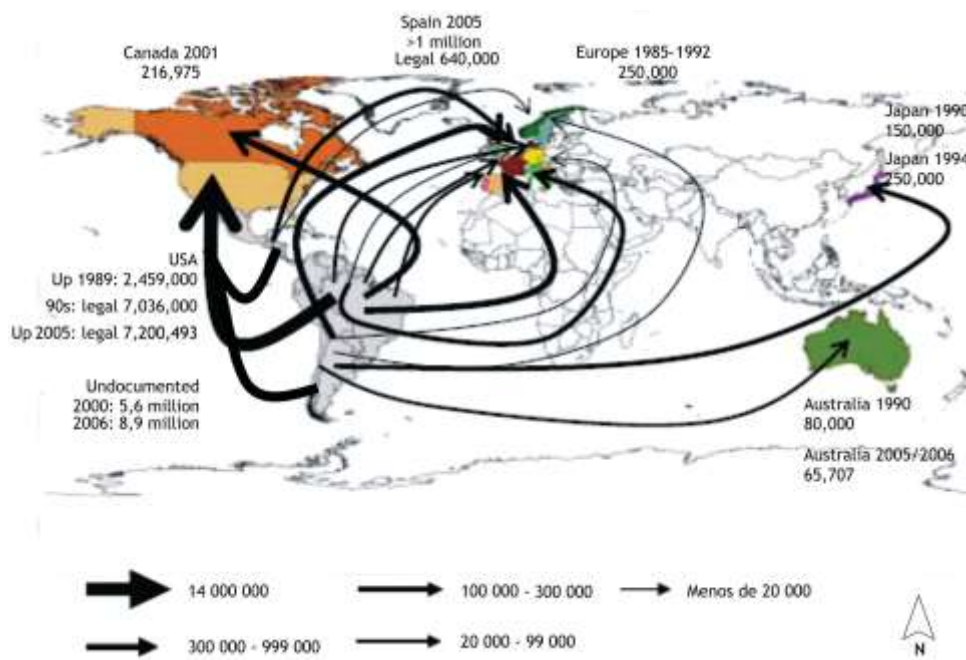 Spain 2005
>1 million
Legal 640,000
Canada 2001
216,975
Europe 1985-1992
250,000
Japan 1990
150,000
Japan 1994
250,000
USA
Up 1989: 2,459,000
90s: legal 7,036,000
Up 2005: legal 7,200,493
Undocumented
2000: 5,6 million
2006: 8,9 million
Australia 1990
80,000
Australia 2005/2006
65,707
14 000 000
100 000 - 300 000
Menos de 20 000
300 000 - 999 000
20 000 - 99 000
N